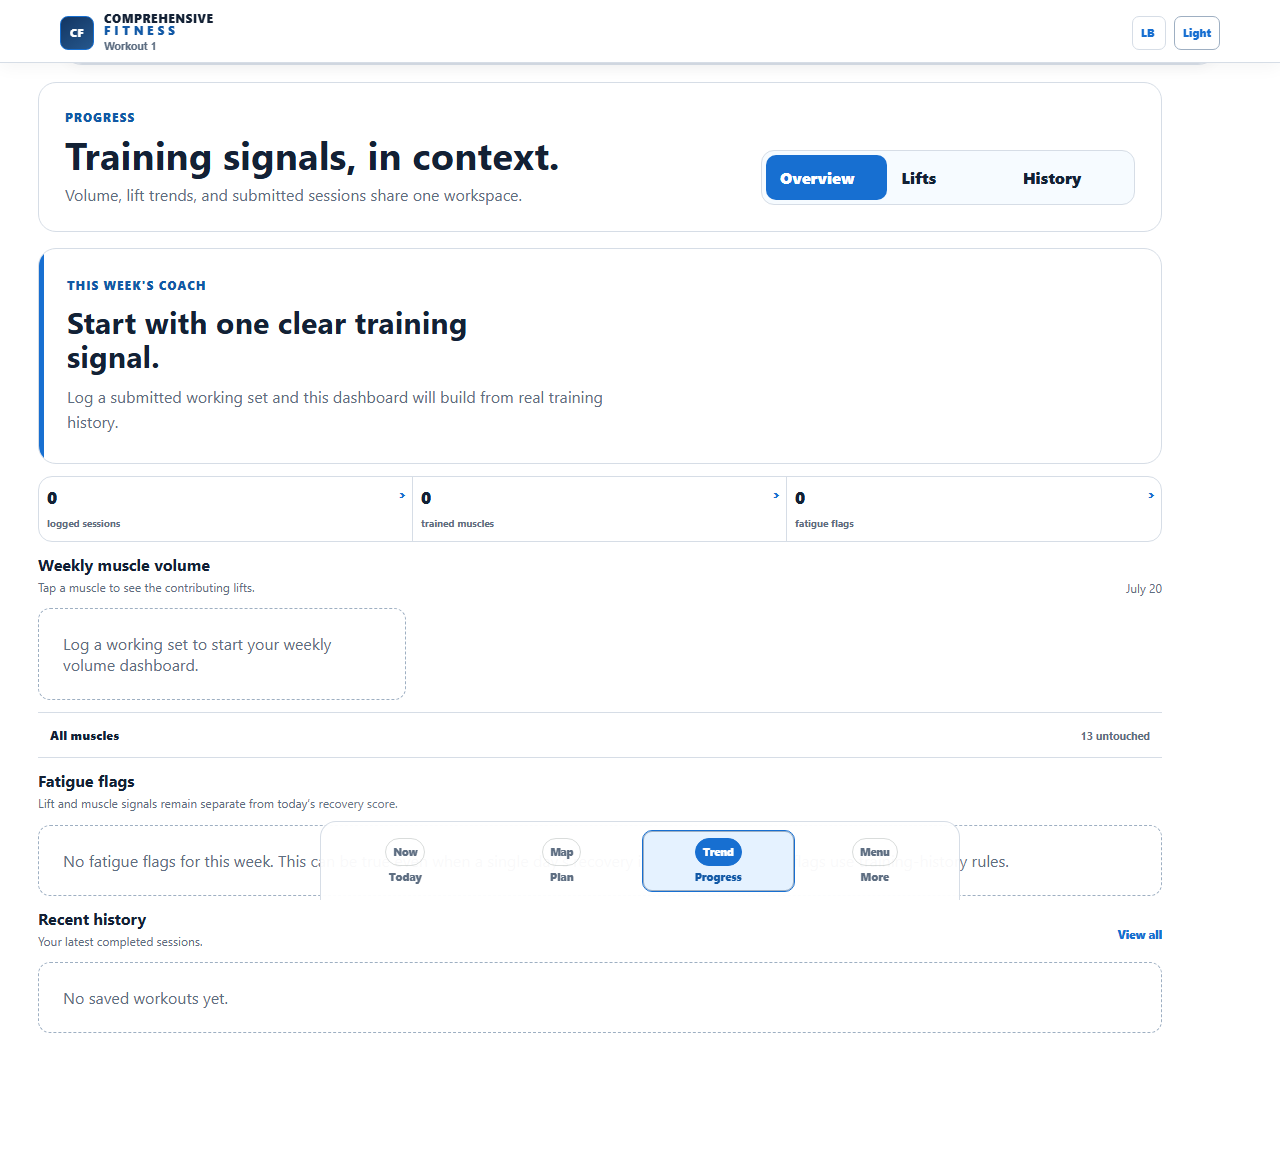 CF
COMPREHENSIVE
FITNESS
Workout 1
LB
Light
PROGRESS
Training signals, in context.
Volume, lift trends, and submitted sessions share one workspace.
Overview
Lifts
History
THIS WEEK'S COACH
Start with one clear training
signal.
Log a submitted working set and this dashboard will build from real training
history.
0
logged sessions
0
trained muscles
0
fatigue flags
Weekly muscle volume
Tap a muscle to see the contributing lifts.
July 20
Log a working set to start your weekly
volume dashboard.
All muscles
13 untouched
Fatigue flags
Lift and muscle signals remain separate from today's recovery score.
No fatigue flags for this week. This can be rules.
Now
Today
Map
Plan
Trend
Progress
Menu
More
Recent history
Your latest completed sessions.
View all
No saved workouts yet.